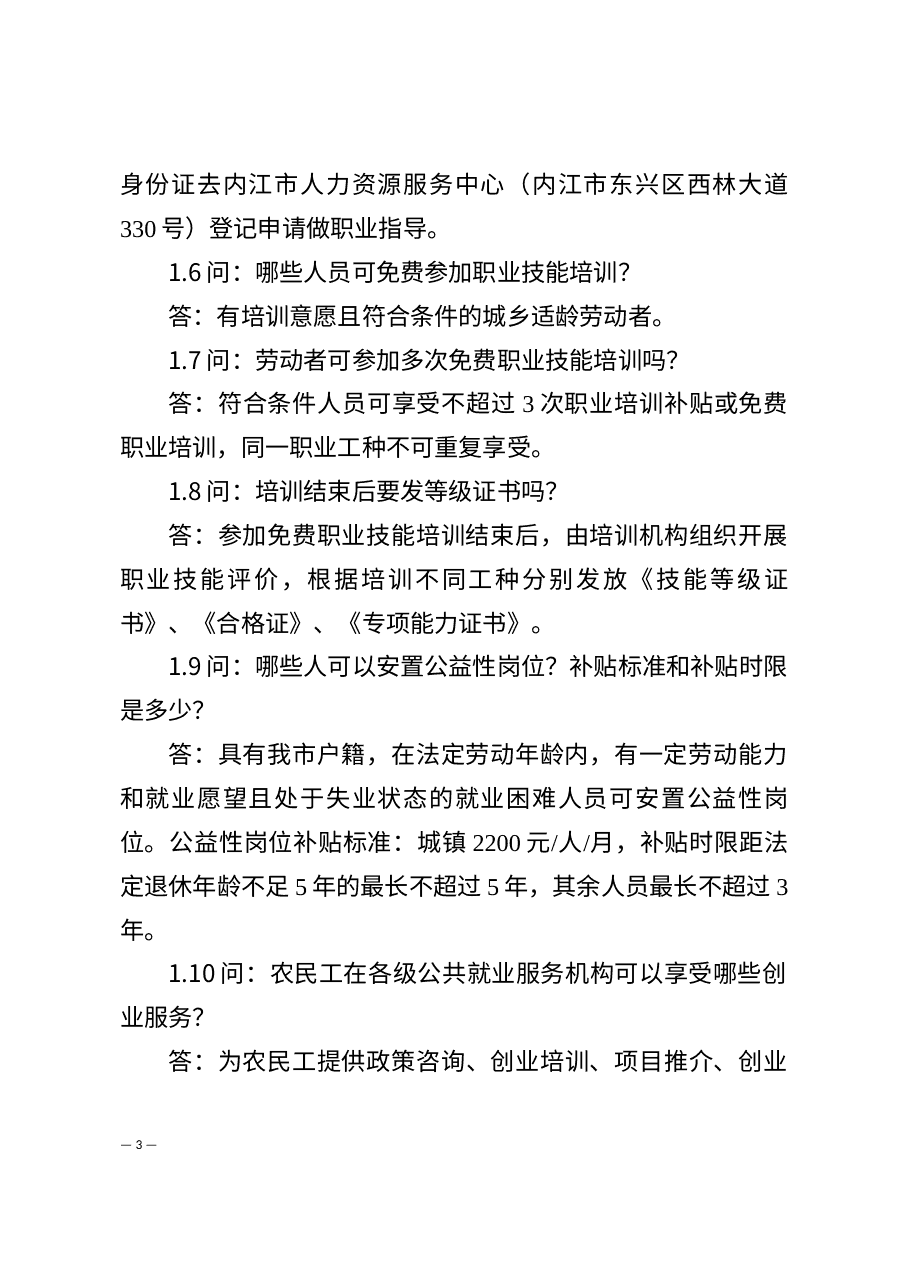 身份证去内江市人力资源服务中心（内江市东兴区西林大道
330 号）登记申请做职业指导。
1.6 问：哪些人员可免费参加职业技能培训？
答：有培训意愿且符合条件的城乡适龄劳动者。
1.7 问：劳动者可参加多次免费职业技能培训吗？
答：符合条件人员可享受不超过 3 次职业培训补贴或免费
职业培训，同一职业工种不可重复享受。
1.8 问：培训结束后要发等级证书吗？
答：参加免费职业技能培训结束后，由培训机构组织开展
职业技能评价，根据培训不同工种分别发放《技能等级证
书》、《合格证》、《专项能力证书》。
1.9 问：哪些人可以安置公益性岗位？补贴标准和补贴时限
是多少？
答：具有我市户籍，在法定劳动年龄内，有一定劳动能力
和就业愿望且处于失业状态的就业困难人员可安置公益性岗
位。公益性岗位补贴标准：城镇 2200 元/人/月，补贴时限距法
定退休年龄不足 5 年的最长不超过 5 年，其余人员最长不超过 3
年。
1.10 问：农民工在各级公共就业服务机构可以享受哪些创
业服务？
答：为农民工提供政策咨询、创业培训、项目推介、创业
— 3 —